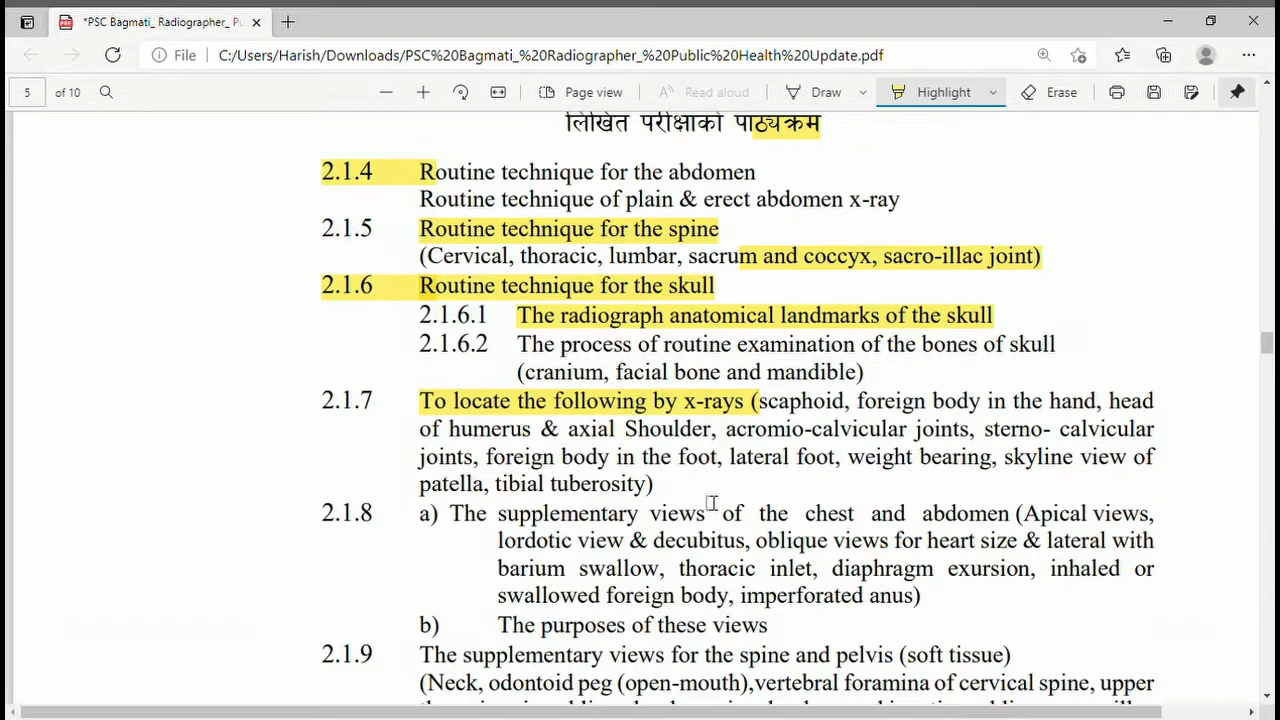 *PSC Bagmati_ Radiographer_ Pu
File C:/Users/Harish/Downloads/PSC%20Bagmati_%20Radiographer_%20Public%20Health%20Update.pdf
5 of 10 Page view Read aloud Draw Highlight Erase
लिखित परीक्षाको पाठ्यक्रम
2.1.4 Routine technique for the abdomen
Routine technique of plain & erect abdomen x-ray
2.1.5 Routine technique for the spine
(Cervical, thoracic, lumbar, sacrum and coccyx, sacro-illac joint)
2.1.6 Routine technique for the skull
2.1.6.1 The radiograph anatomical landmarks of the skull
2.1.6.2 The process of routine examination of the bones of skull
(cranium, facial bone and mandible)
2.1.7 To locate the following by x-rays (scaphoid, foreign body in the hand, head
of humerus & axial Shoulder, acromio-calvicular joints, sterno- calvicular
joints, foreign body in the foot, lateral foot, weight bearing, skyline view of
patella, tibial tuberosity)
2.1.8 a) The supplementary views of the chest and abdomen (Apical views,
lordotic view & decubitus, oblique views for heart size & lateral with
barium swallow, thoracic inlet, diaphragm exursion, inhaled or
swallowed foreign body, imperforated anus)
b) The purposes of these views
2.1.9 The supplementary views for the spine and pelvis (soft tissue)
(Neck, odontoid peg (open-mouth),vertebral foramina of cervical spine, upper